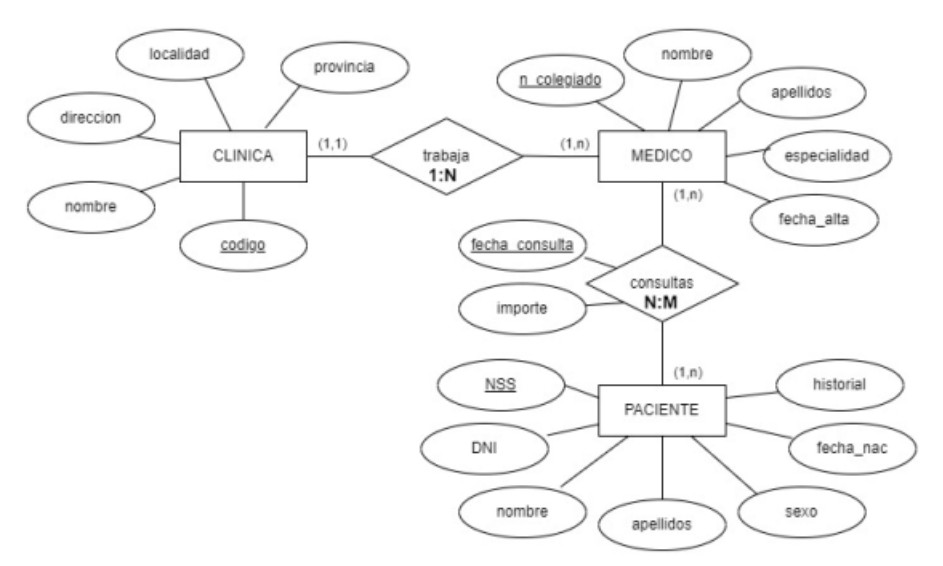 localidad
provincia
direccion
CLINICA
nombre
codigo
(1,1)
trabaja
1:N
(1,n)
n_colegiado
nombre
apellidos
MEDICO
especialidad
fecha_alta
(1,n)
fecha_consulta
consultas
N:M
importe
(1,n)
NSS
PACIENTE
historial
DNI
fecha_nac
nombre
apellidos
sexo